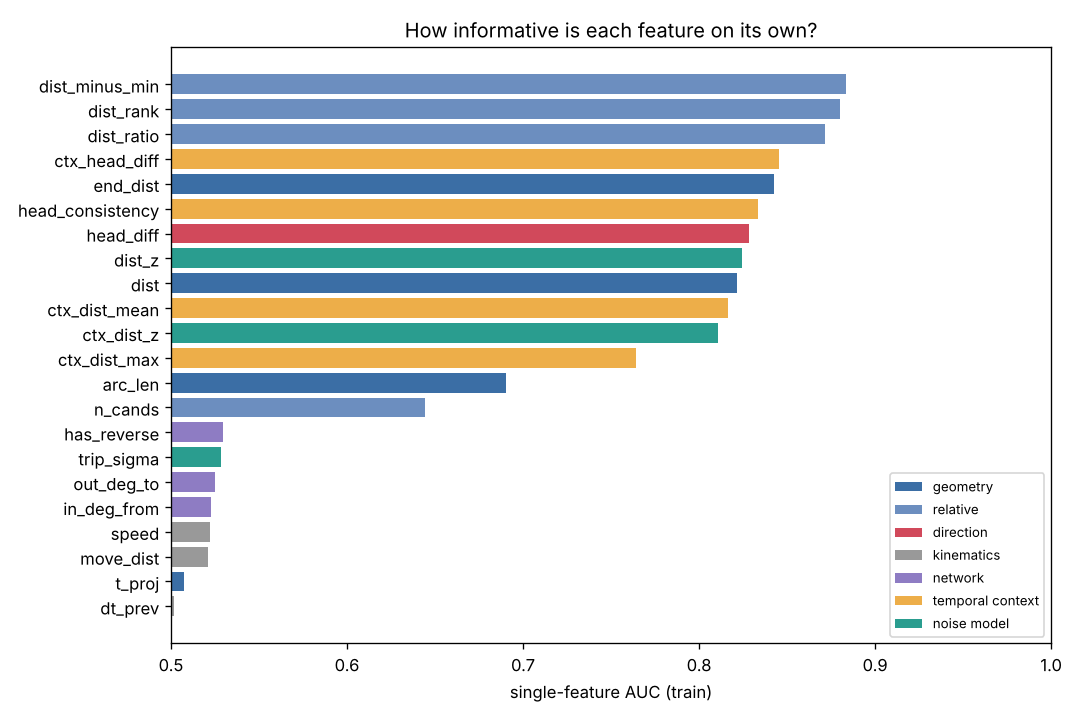 How informative is each feature on its own?
dist_minus_min
dist_rank
dist_ratio
ctx_head_diff
end_dist
head_consistency
head_diff
dist_z
dist
ctx_dist_mean
ctx_dist_z
ctx_dist_max
arc_len
n_cands
has_reverse
trip_sigma
out_deg_to
in_deg_from
speed
move_dist
t_proj
dt_prev
geometry
relative
direction
kinematics
network
temporal context
noise model
0.5 0.6 0.7 0.8 0.9 1.0
single-feature AUC (train)